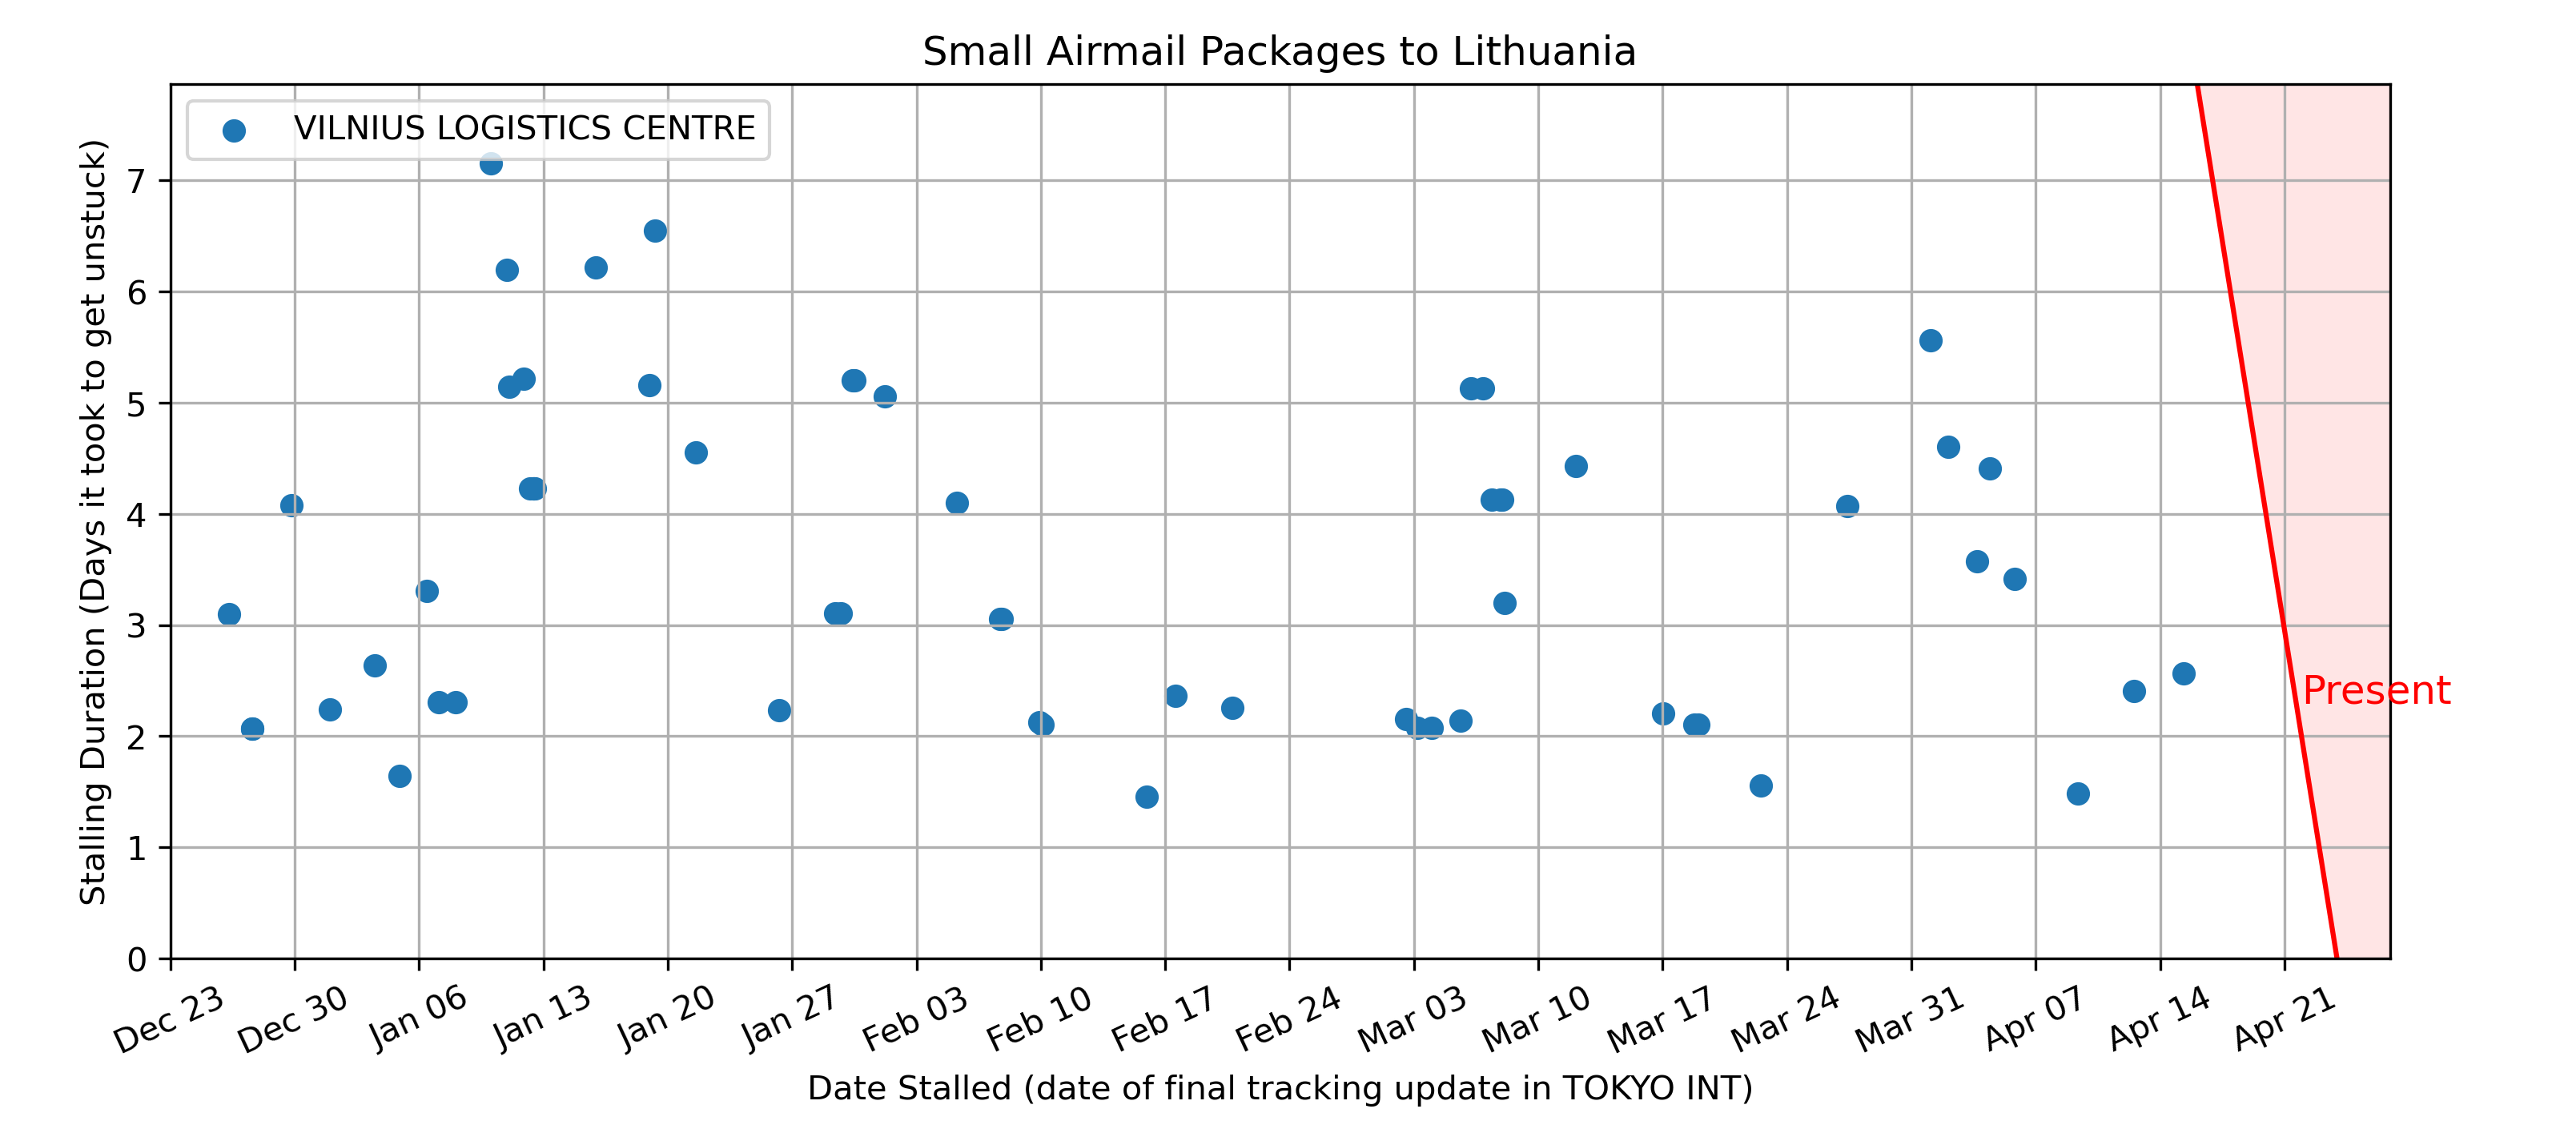 Small Airmail Packages to Lithuania
VILNIUS LOGISTICS CENTRE
Stalling Duration (Days it took to get unstuck)
7
6
5
4
3
2
1
0
Present
Dec 23
Dec 30
Jan 06
Jan 13
Jan 20
Jan 27
Feb 03
Feb 10
Feb 17
Feb 24
Mar 03
Mar 10
Mar 17
Mar 24
Mar 31
Apr 07
Apr 14
Apr 21
Date Stalled (date of final tracking update in TOKYO INT)